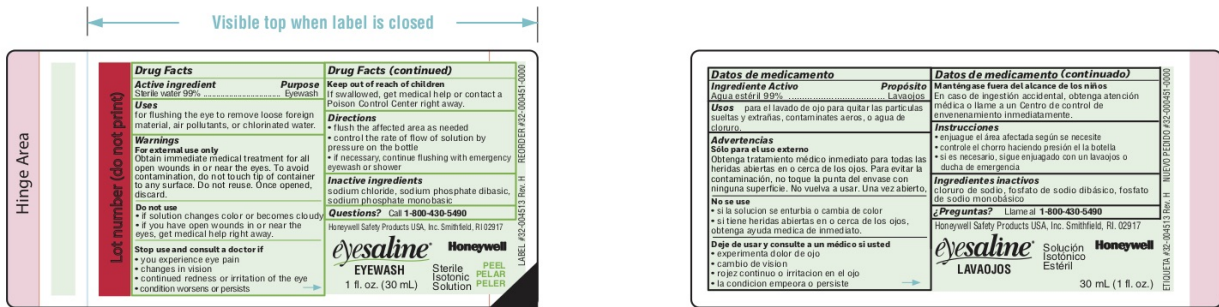 Visible top when label is closed
Hinge Area
Lot number (do not print)
Drug Facts
Active ingredient Purpose
Sterile water 99% ............................ Eyewash
Uses
for flushing the eye to remove loose foreign
material, air pollutants, or chlorinated water.
Warnings
For external use only
Obtain immediate medical treatment for all
open wounds in or near the eyes. To avoid
contamination, do not touch tip of container
to any surface. Do not reuse. Once opened,
discard.
Do not use
• if solution changes color or becomes cloudy
• if you have open wounds in or near the
eyes, get medical help right away.
Stop use and consult a doctor if
• you experience eye pain
• changes in vision
• continued redness or irritation of the eye
• condition worsens or persists
Drug Facts (continued)
Keep out of reach of children
If swallowed, get medical help or contact a
Poison Control Center right away.
Directions
• flush the affected area as needed
• control the rate of flow of solution by
pressure on the bottle
• if necessary, continue flushing with emergency
eyewash or shower
Inactive ingredients
sodium chloride, sodium phosphate dibasic,
sodium phosphate monobasic
Questions? Call 1-800-430-5490
Honeywell Safety Products USA, Inc. Smithfield, RI 02917
eyesaline® Honeywell
EYEWASH
1 fl. oz. (30 mL)
Sterile
Isotonic
Solution
PEEL
PELAR
PELER
LABEL #32-004513 Rev. H REORDER #32-000451-0000
Datos de medicamento
Ingrediente Activo Propósito
Agua estéril 99% ................................... Lavaojos
Usos para el lavado de ojo para quitar las particulas
sueltas y extrañas, contaminates aeros, o agua de
cloruro.
Advertencias
Sólo para el uso externo
Obtenga tratamiento médico inmediato para todas las
heridas abiertas en o cerca de los ojos. Para evitar la
contaminación, no toque la punta del envase con
ninguna superficie. No vuelva a usar. Una vez abierto,
No se use
• si la solucion se enturbia o cambia de color
• si tiene heridas abiertas en o cerca de los ojos,
obtenga ayuda medica de inmediato.
Deje de usar y consulte a un médico si usted
• experimenta dolor de ojo
• cambio de vision
• rojez continuo o irritacion en el ojo
• la condicion empeora o persiste
Datos de medicamento (continuado)
Manténgase fuera del alcance de los niños
En caso de ingestión accidental, obtenga atención
médica o llame a un Centro de control de
envenenamiento inmediatamente.
Instrucciones
• enjuague el área afectada según se necesite
• controle el chorro haciendo presión el la botella
• si es necesario, sigue enjuagado con un lavaojos o
ducha de emergencia
Ingredientes inactivos
cloruro de sodio, fosfato de sodio dibásico, fosfato
de sodio monobásico
¿Preguntas? Llame al 1-800-430-5490
Honeywell Safety Products USA, Inc. Smithfield, RI. 02917
eyesaline® Honeywell
LAVAOJOS
Solución
Isotónico
Estéril
30 mL (1 fl. oz.)
ETIQUETA #32-004513 Rev. H NUEVO PEDIDO #32-000451-0000